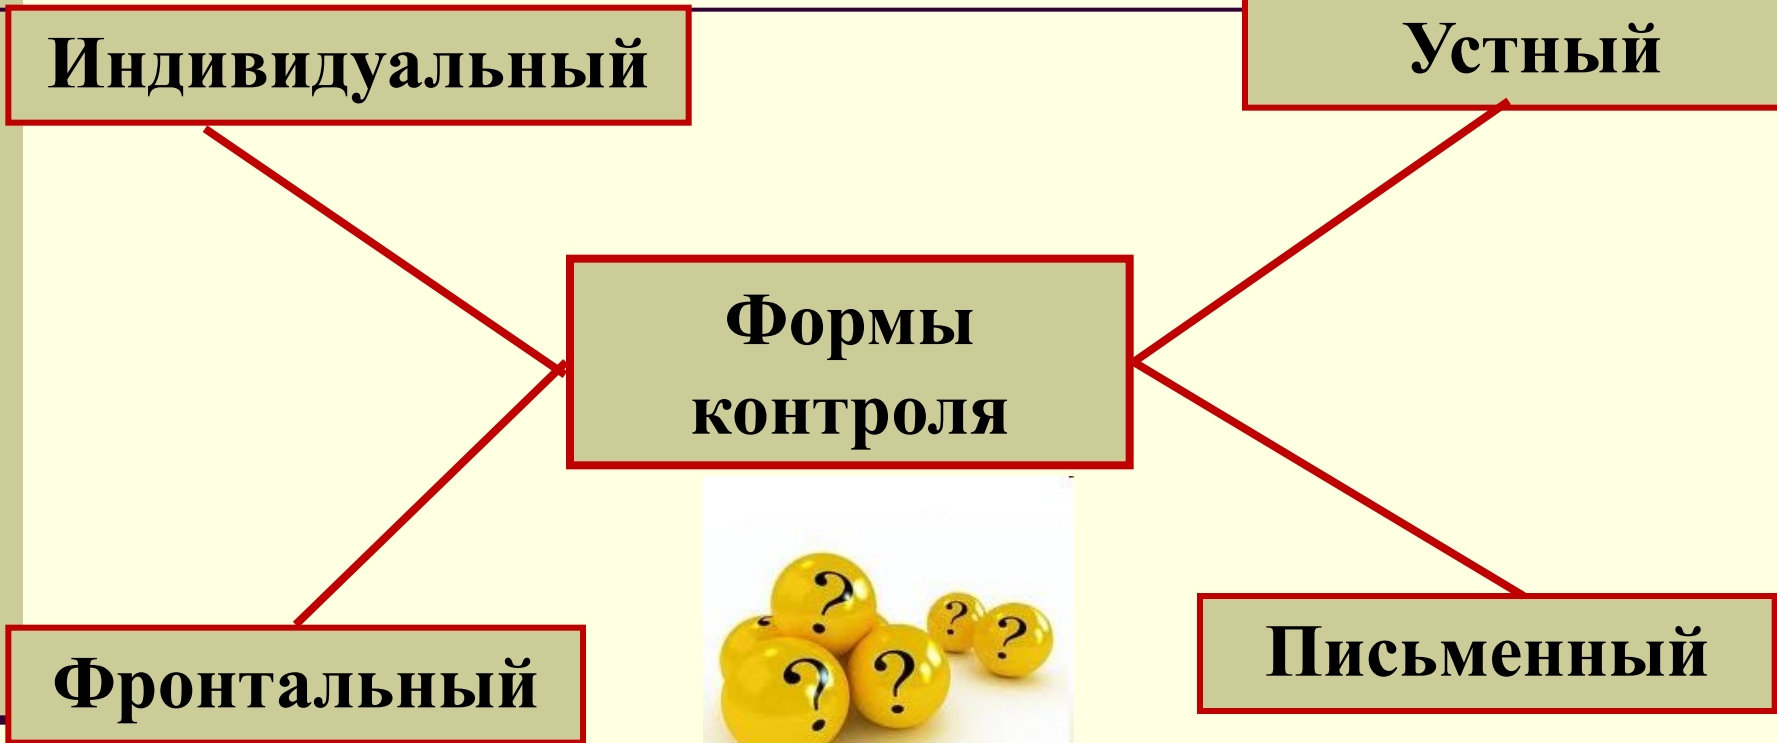 Индивидуальный
Устный
Формы
контроля
?
?
?
?
?
Фронтальный
Письменный